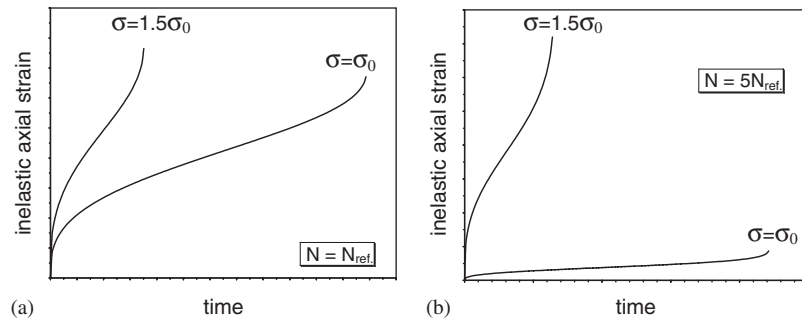 σ=1.5σ0
σ=σ0
inelastic axial strain
N = Nref.
(a)
time
σ=1.5σ0
N = 5Nref.
inelastic axial strain
σ=σ0
(b)
time